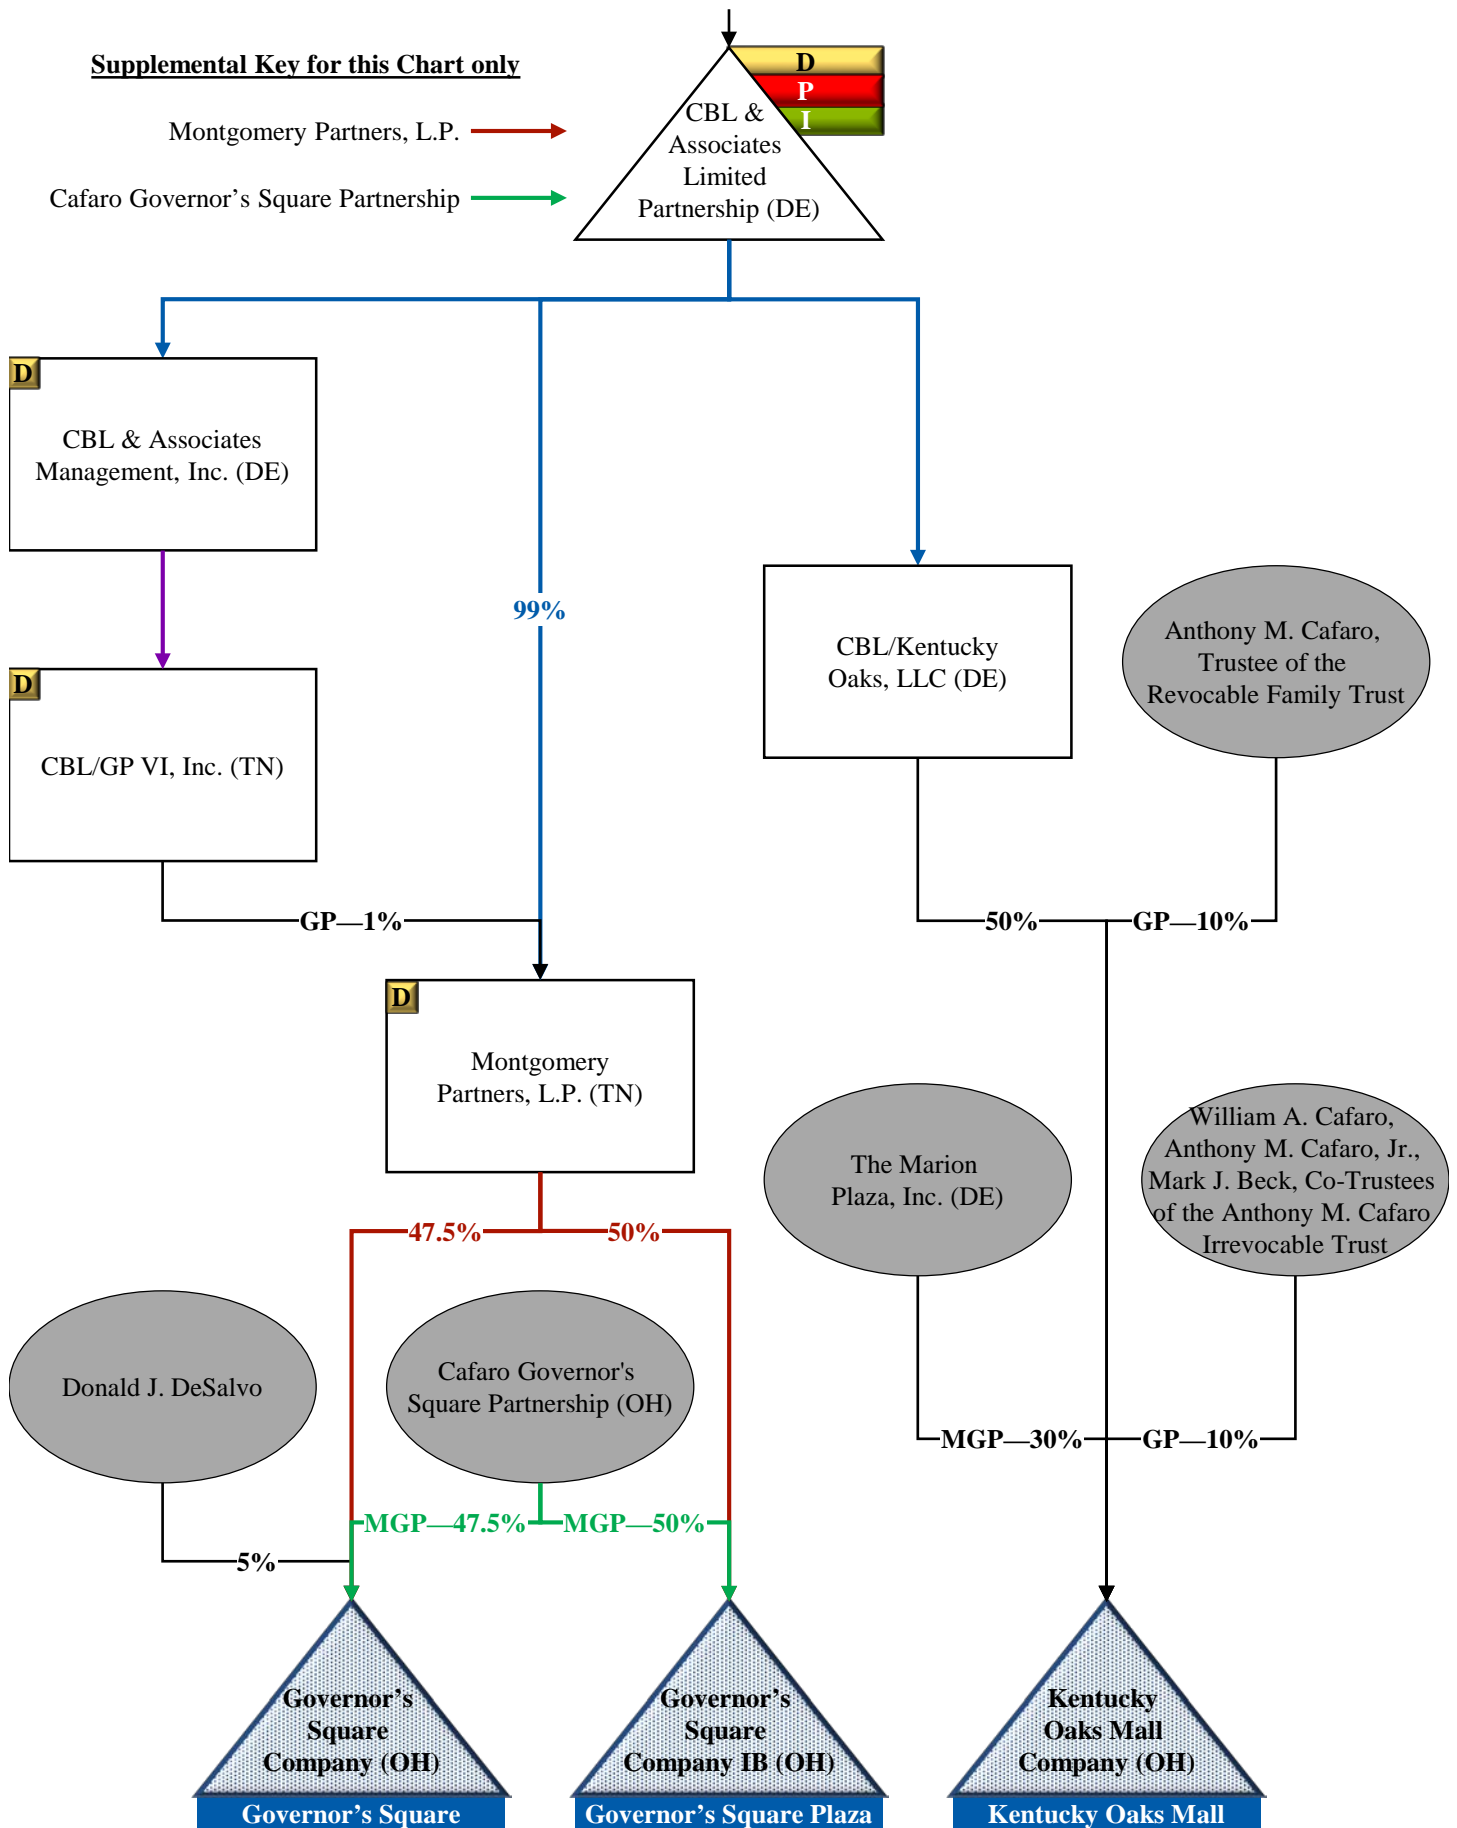 Supplemental Key for this Chart only
Montgomery Partners, L.P.
Cafaro Governor’s Square Partnership
D
P
I
CBL &
Associates
Limited
Partnership (DE)
D
CBL & Associates
Management, Inc. (DE)
D
CBL/GP VI, Inc. (TN)
99%
CBL/Kentucky
Oaks, LLC (DE)
Anthony M. Cafaro,
Trustee of the
Revocable Family Trust
GP—1%
50%
GP—10%
D
Montgomery
Partners, L.P. (TN)
The Marion
Plaza, Inc. (DE)
William A. Cafaro,
Anthony M. Cafaro, Jr.,
Mark J. Beck, Co-Trustees
of the Anthony M. Cafaro
Irrevocable Trust
47.5%
50%
Donald J. DeSalvo
Cafaro Governor's
Square Partnership (OH)
MGP—30%
GP—10%
MGP—47.5%
MGP—50%
5%
Governor’s
Square
Company (OH)
Governor’s Square
Governor’s
Square
Company IB (OH)
Governor’s Square Plaza
Kentucky
Oaks Mall
Company (OH)
Kentucky Oaks Mall